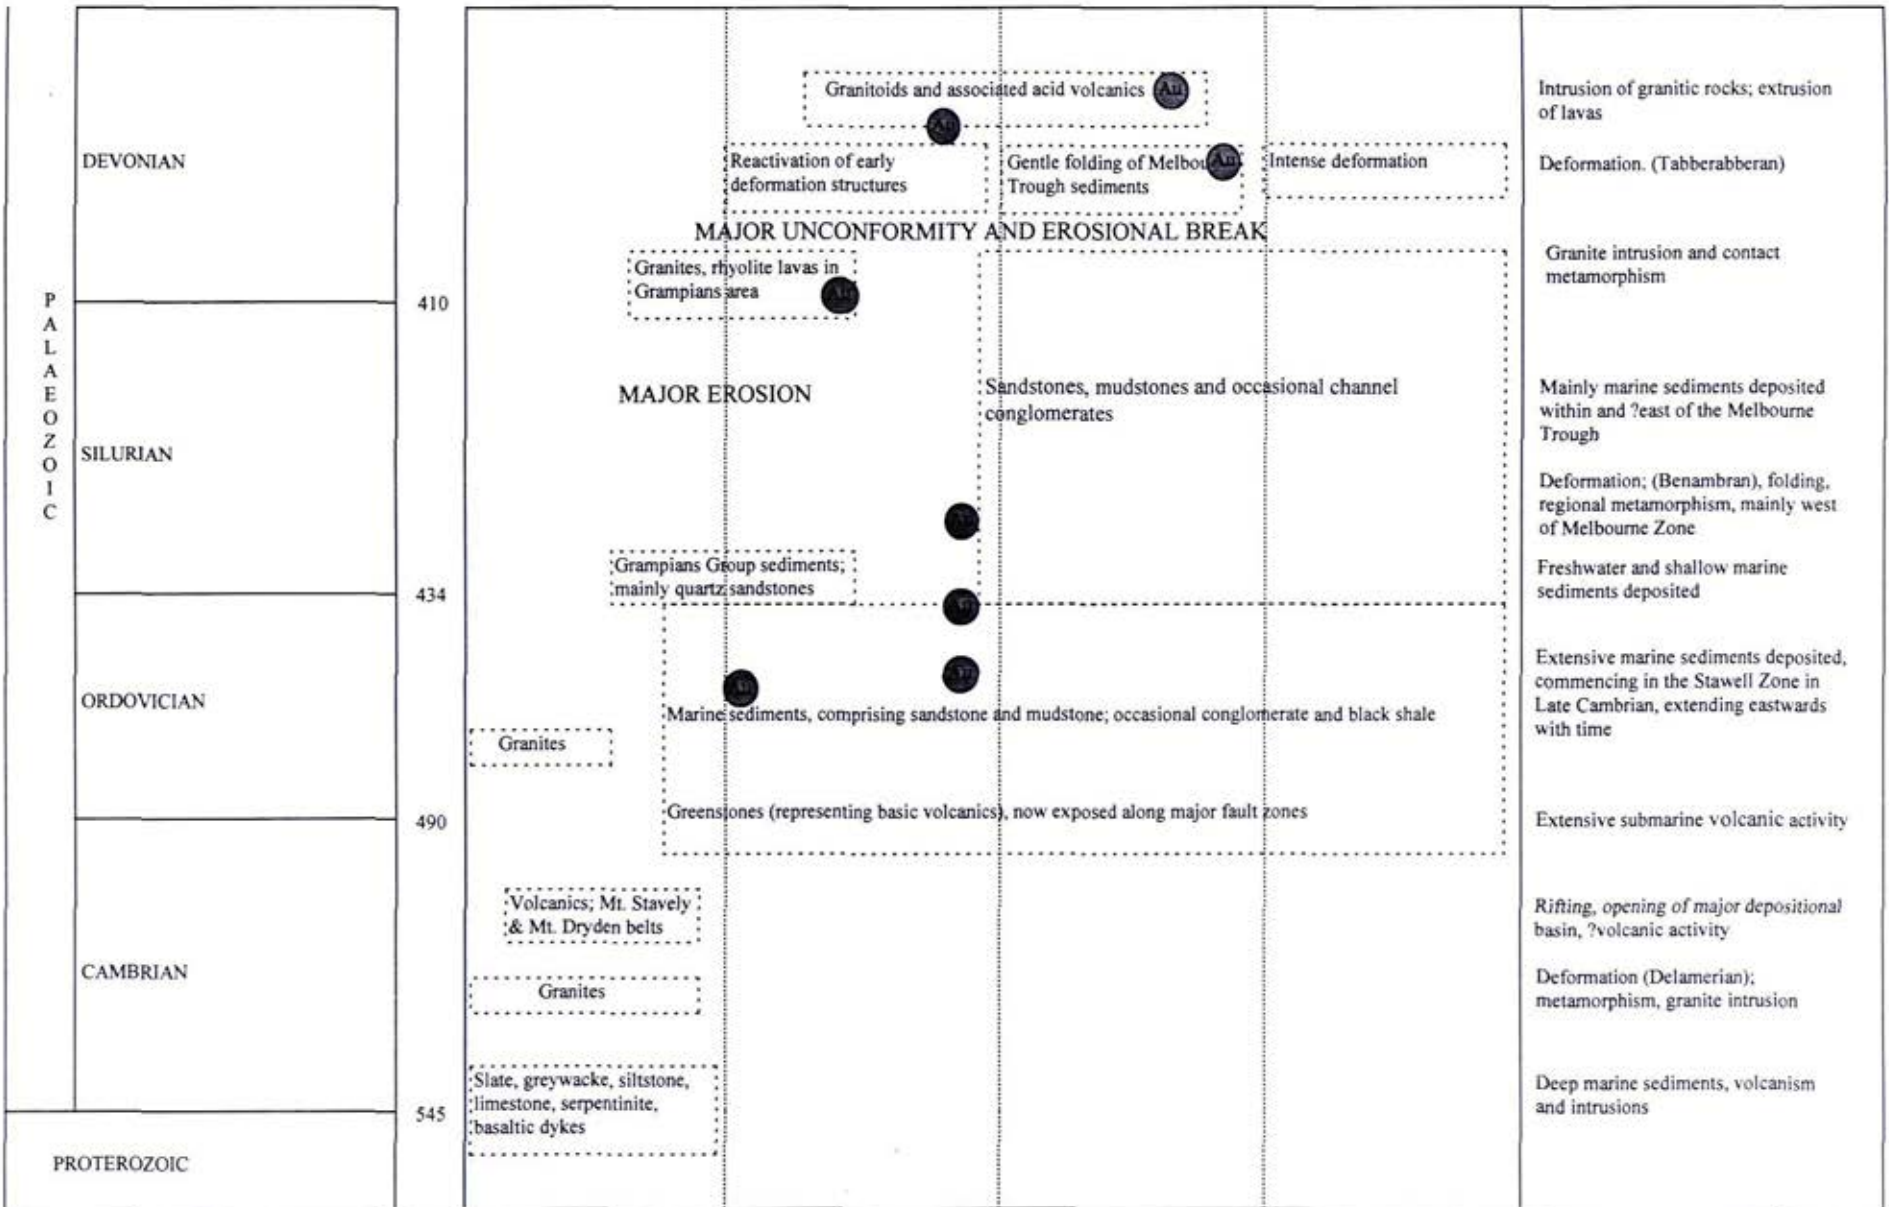 PALAEOZOIC
DEVONIAN
SILURIAN
ORDOVICIAN
CAMBRIAN
PROTEROZOIC
410
434
490
545
Granitoids and associated acid volcanics Au
Au
Reactivation of early
deformation structures
Gentle folding of Melbou Au
Trough sediments
Intense deformation
MAJOR UNCONFORMITY AND EROSIONAL BREAK
Granites, rhyolite lavas in
Grampians area Au
MAJOR EROSION
Sandstones, mudstones and occasional channel
conglomerates
Au
Grampians Group sediments;
mainly quartz sandstones
Au
Au
Au
Marine sediments, comprising sandstone and mudstone; occasional conglomerate and black shale
Granites
Greenstones (representing basic volcanics), now exposed along major fault zones
Volcanics; Mt. Stavely
& Mt. Dryden belts
Granites
Slate, greywacke, siltstone,
limestone, serpentinite,
basaltic dykes
Intrusion of granitic rocks; extrusion
of lavas
Deformation. (Tabberabberan)
Granite intrusion and contact
metamorphism
Mainly marine sediments deposited
within and ?east of the Melbourne
Trough
Deformation; (Benambran), folding,
regional metamorphism, mainly west
of Melbourne Zone
Freshwater and shallow marine
sediments deposited
Extensive marine sediments deposited,
commencing in the Stawell Zone in
Late Cambrian, extending eastwards
with time
Extensive submarine volcanic activity
Rifting, opening of major depositional
basin, ?volcanic activity
Deformation (Delamerian);
metamorphism, granite intrusion
Deep marine sediments, volcanism
and intrusions